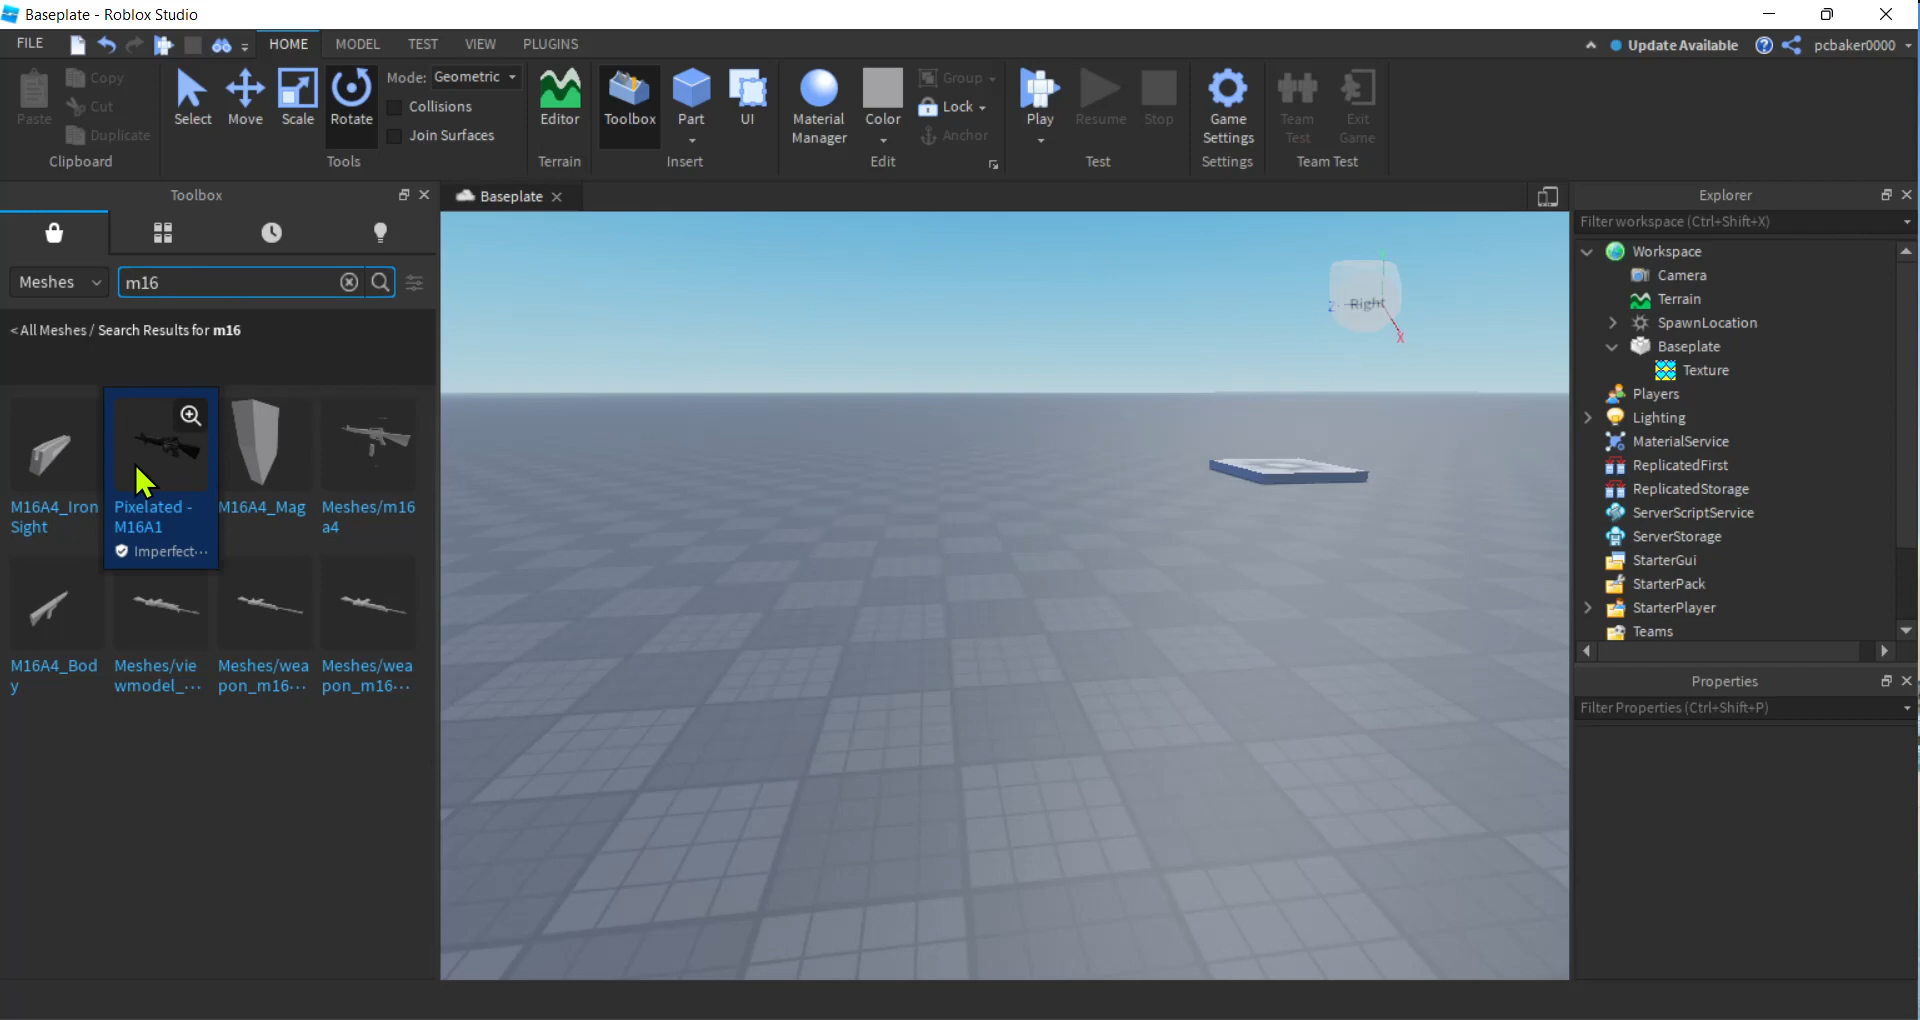 Baseplate - Roblox Studio
FILE HOME MODEL TEST VIEW PLUGINS Update Available pcbaker0000
Paste Copy Cut Duplicate
Clipboard
Select Move Scale Rotate
Mode: Geometric
Collisions
Join Surfaces
Tools
Editor
Terrain
Toolbox Part UI
Insert
Material Manager Color Group Lock Anchor
Edit
Play Resume Stop
Test
Game Settings
Settings
Team Test Exit Game
Team Test
Toolbox
Baseplate
Meshes m16
< All Meshes / Search Results for m16
M16A4_Iron Sight
Pixelated - M16A1
Imperfect...
M16A4_Mag
Meshes/m16a4
M16A4_Body
Meshes/viewmodel_...
Meshes/weapon_m16...
Meshes/weapon_m16...
Right
Z
X
Explorer
Filter workspace (Ctrl+Shift+X)
Workspace
Camera
Terrain
SpawnLocation
Baseplate
Texture
Players
Lighting
MaterialService
ReplicatedFirst
ReplicatedStorage
ServerScriptService
ServerStorage
StarterGui
StarterPack
StarterPlayer
Teams
Properties
Filter Properties (Ctrl+Shift+P)